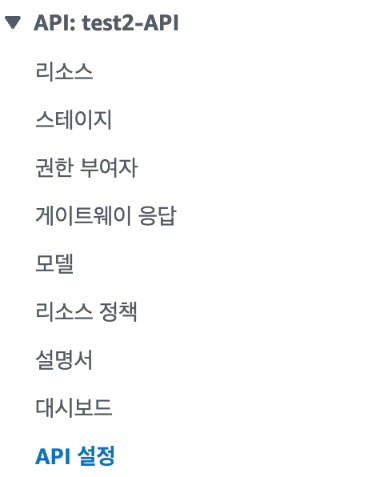 API: test2-API
리소스
스테이지
권한 부여자
게이트웨이 응답
모델
리소스 정책
설명서
대시보드
API 설정